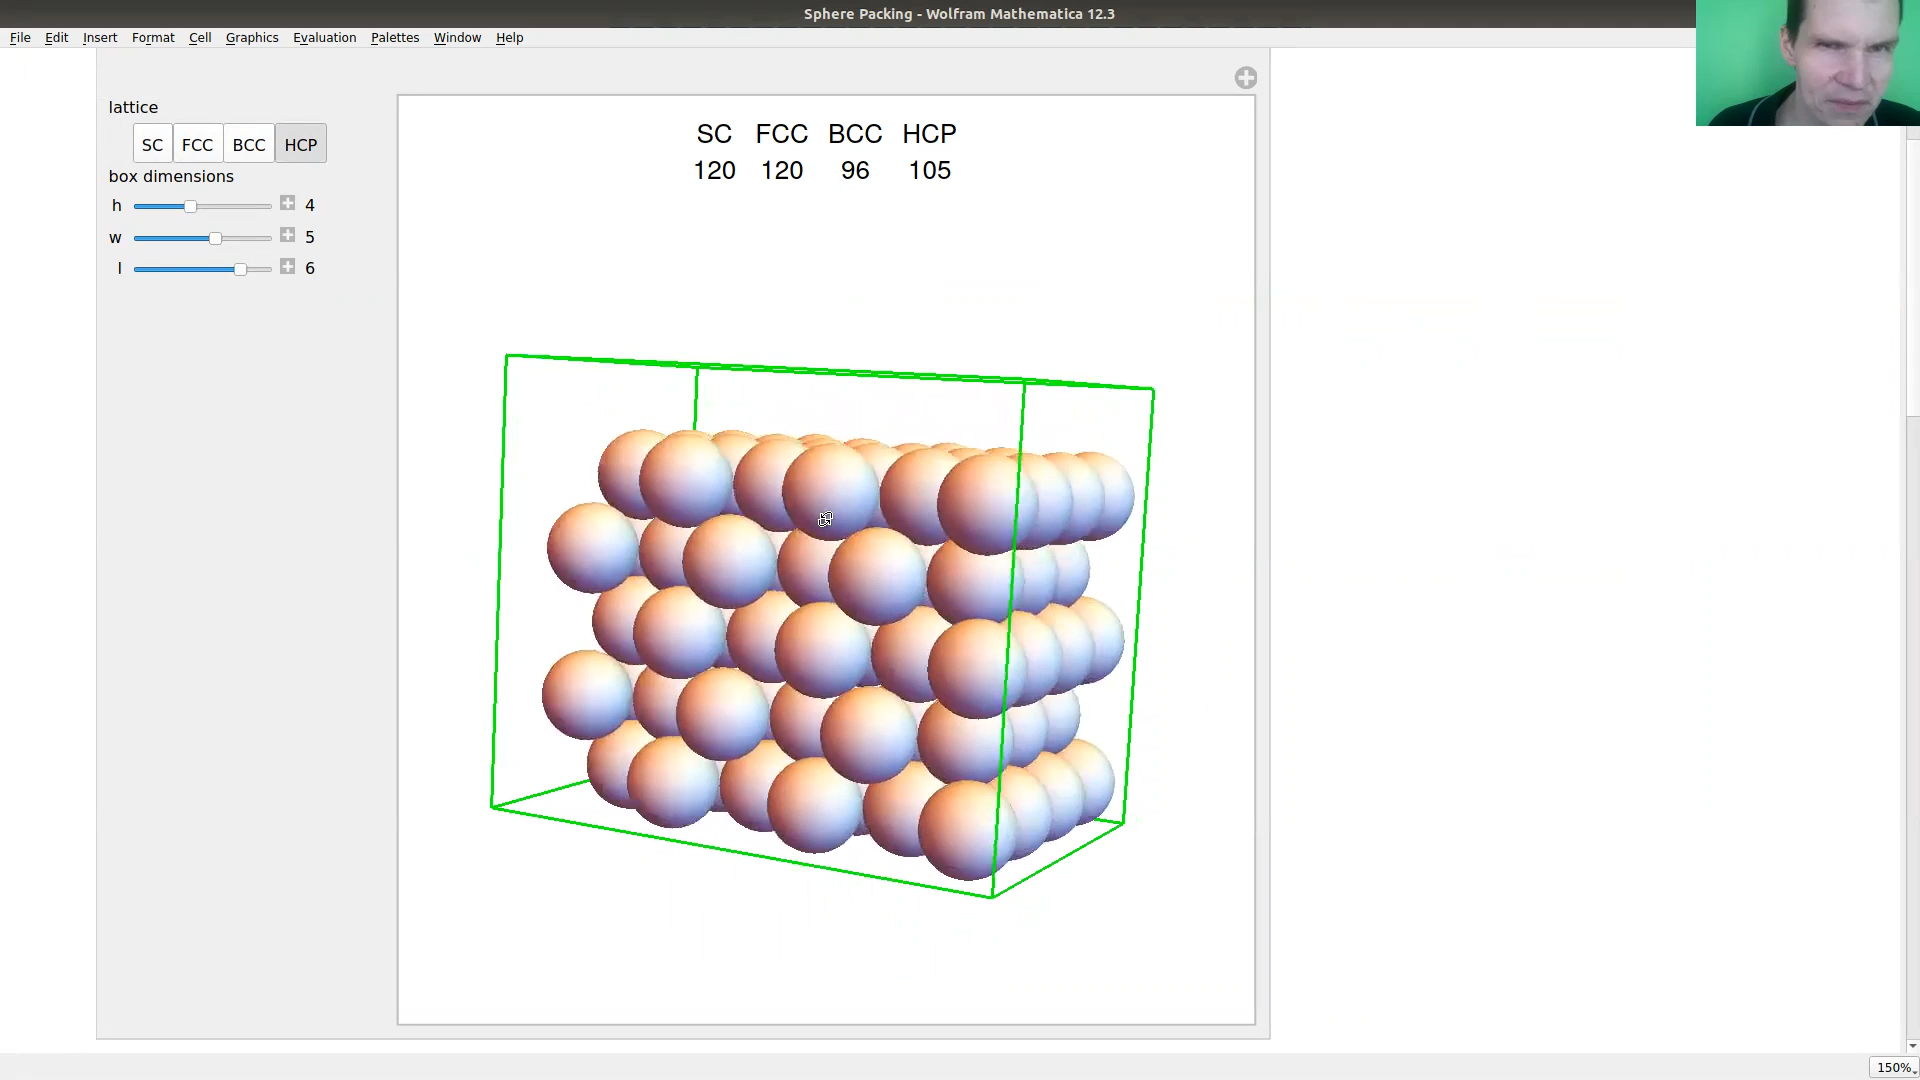 Sphere Packing - Wolfram Mathematica 12.3
File Edit Insert Format Cell Graphics Evaluation Palettes Window Help
lattice
SC FCC BCC HCP
box dimensions
h 4
w 5
l 6
SC FCC BCC HCP
120 120 96 105
150%